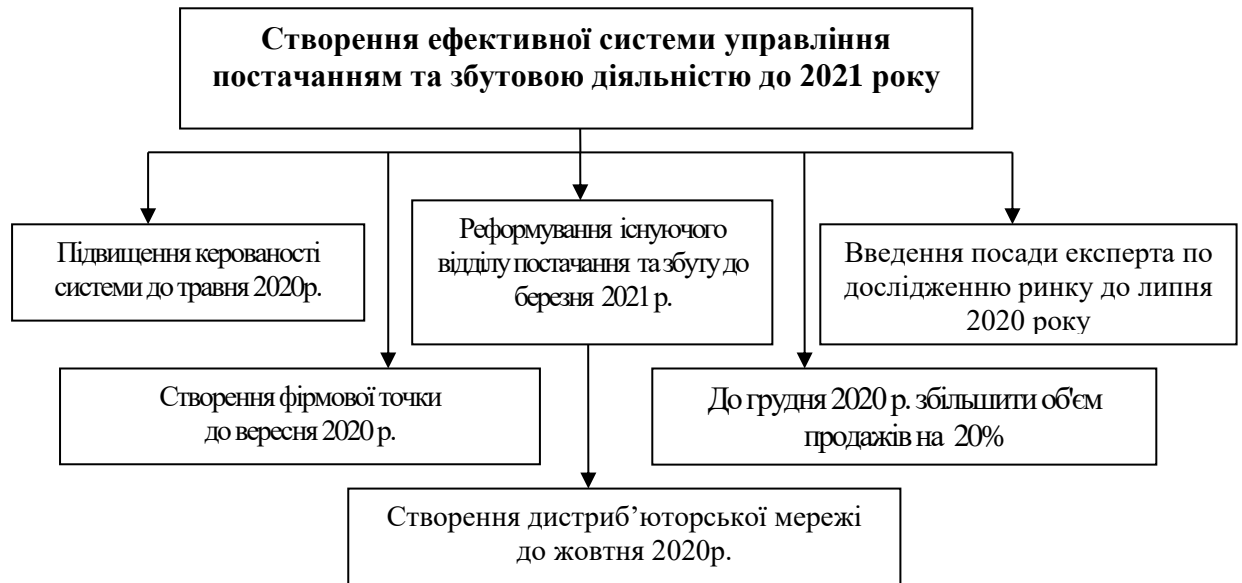 Створення ефективної системи управління
постачанням та збутовою діяльністю до 2021 року
Підвищення керованості
системи до травня 2020р.
Реформування існуючого
відділу постачання та збуту до
березня 2021 р.
Введення посади експерта по
дослідженню ринку до липня
2020 року
Створення фірмової точки
до вересня 2020 р.
До грудня 2020 р. збільшити об'єм
продажів на 20%
Створення дистриб’юторської мережі
до жовтня 2020р.